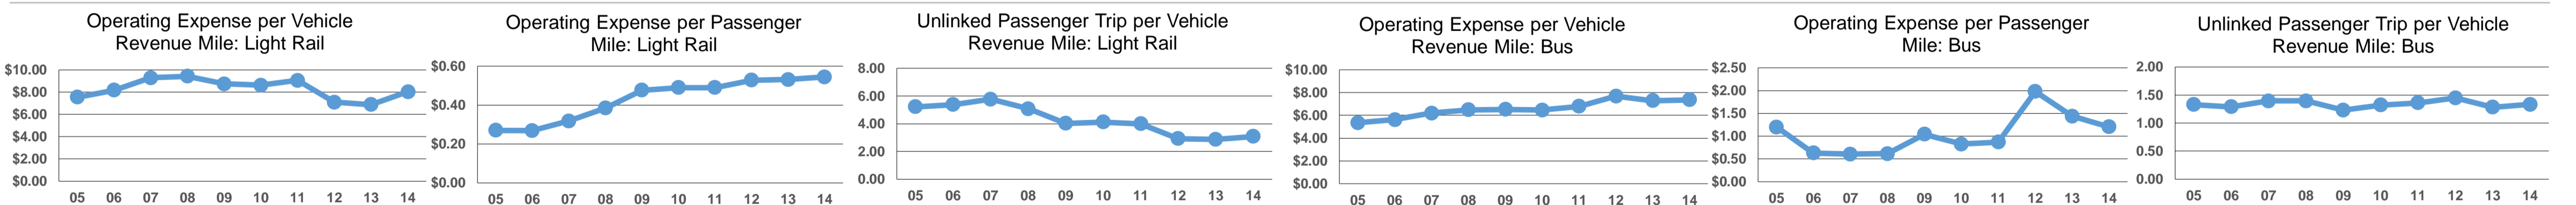 Operating Expense per Vehicle
Revenue Mile: Light Rail
$10.00
$8.00
$6.00
$4.00
$2.00
$0.00
05 06 07 08 09 10 11 12 13 14
Operating Expense per Passenger
Mile: Light Rail
$0.60
$0.40
$0.20
$0.00
05 06 07 08 09 10 11 12 13 14
Unlinked Passenger Trip per Vehicle
Revenue Mile: Light Rail
8.00
6.00
4.00
2.00
0.00
05 06 07 08 09 10 11 12 13 14
Operating Expense per Vehicle
Revenue Mile: Bus
$10.00
$8.00
$6.00
$4.00
$2.00
$0.00
05 06 07 08 09 10 11 12 13 14
Operating Expense per Passenger
Mile: Bus
$2.50
$2.00
$1.50
$1.00
$0.50
$0.00
05 06 07 08 09 10 11 12 13 14
Unlinked Passenger Trip per Vehicle
Revenue Mile: Bus
2.00
1.50
1.00
0.50
0.00
05 06 07 08 09 10 11 12 13 14